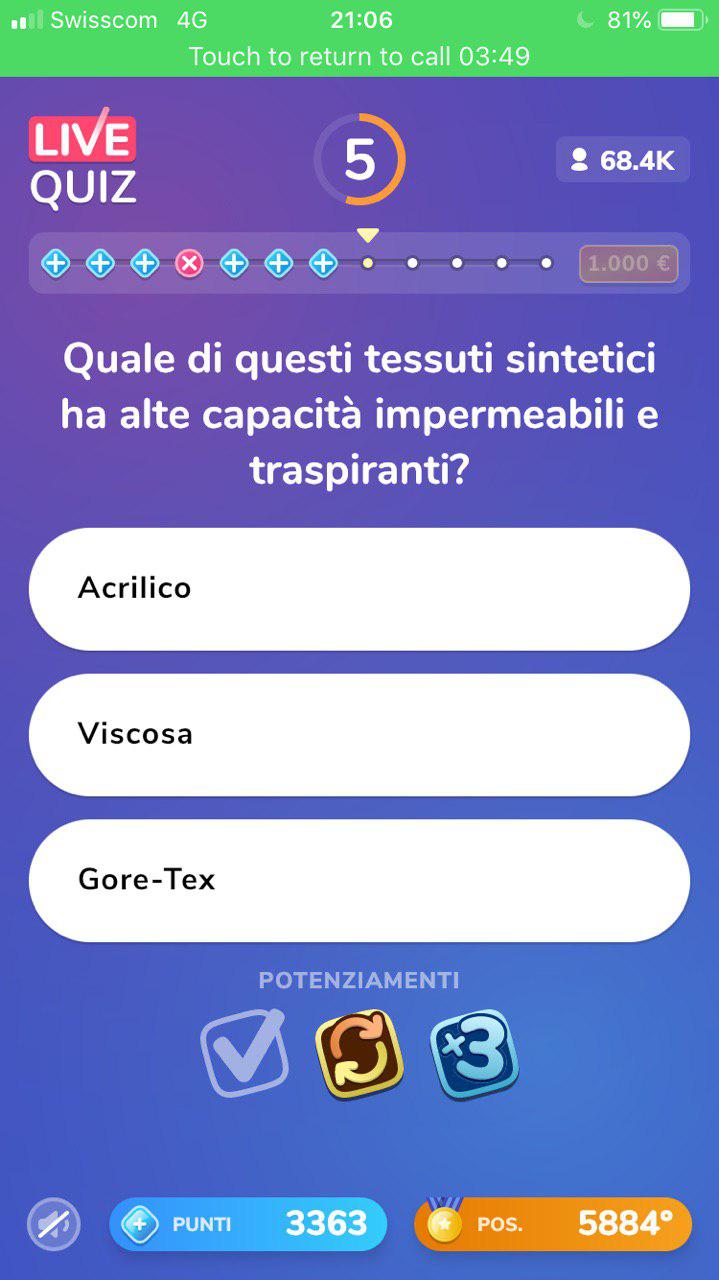 Swisscom 4G 21:06 81%
Touch to return to call 03:49
LIVE
QUIZ
5
68.4K
1.000 €
Quale di questi tessuti sintetici
ha alte capacità impermeabili e
traspiranti?
Acrilico
Viscosa
Gore-Tex
POTENZIAMENTI
×3
PUNTI 3363
POS. 5884°